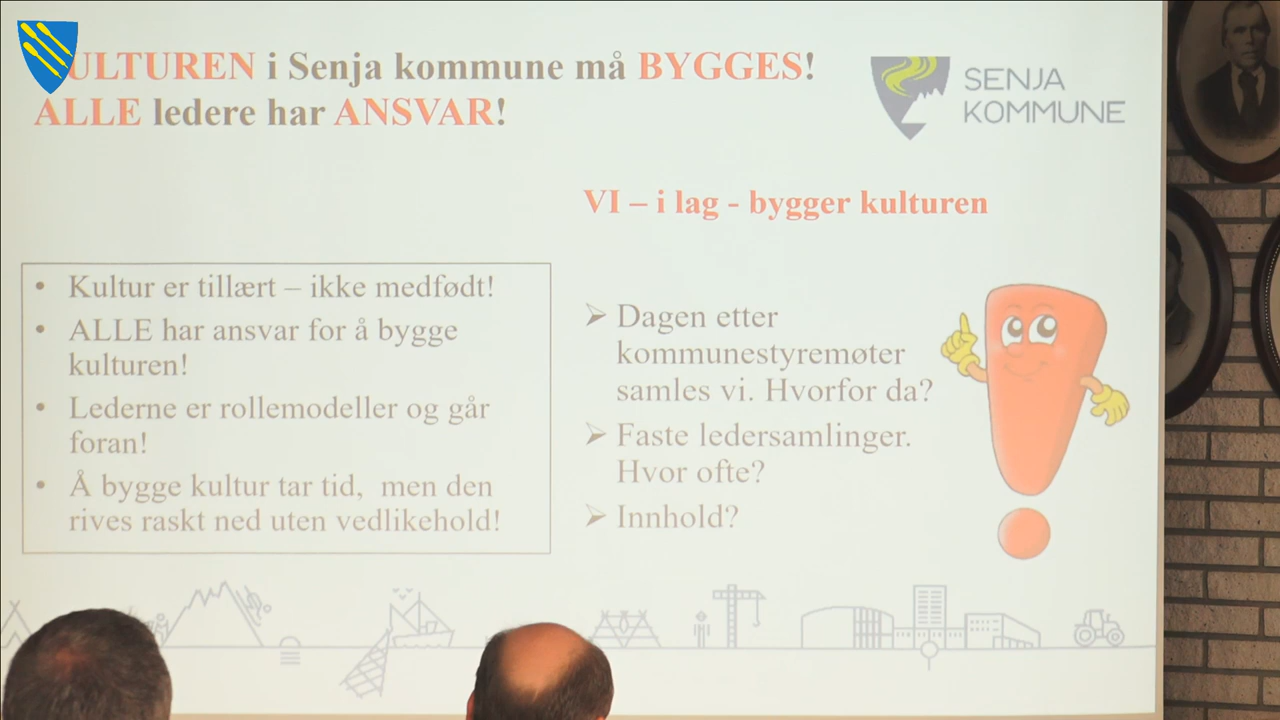 ULTUREN i Senja kommune må BYGGES!
ALLE ledere har ANSVAR!
SENJA
KOMMUNE
VI – i lag - bygger kulturen
• Kultur er tillært – ikke medfødt!
• ALLE har ansvar for å bygge
kulturen!
• Lederne er rollemodeller og går
foran!
• Å bygge kultur tar tid, men den
rives raskt ned uten vedlikehold!
➢ Dagen etter
kommunestyremøter
samles vi. Hvorfor da?
➢ Faste ledersamlinger.
Hvor ofte?
➢ Innhold?